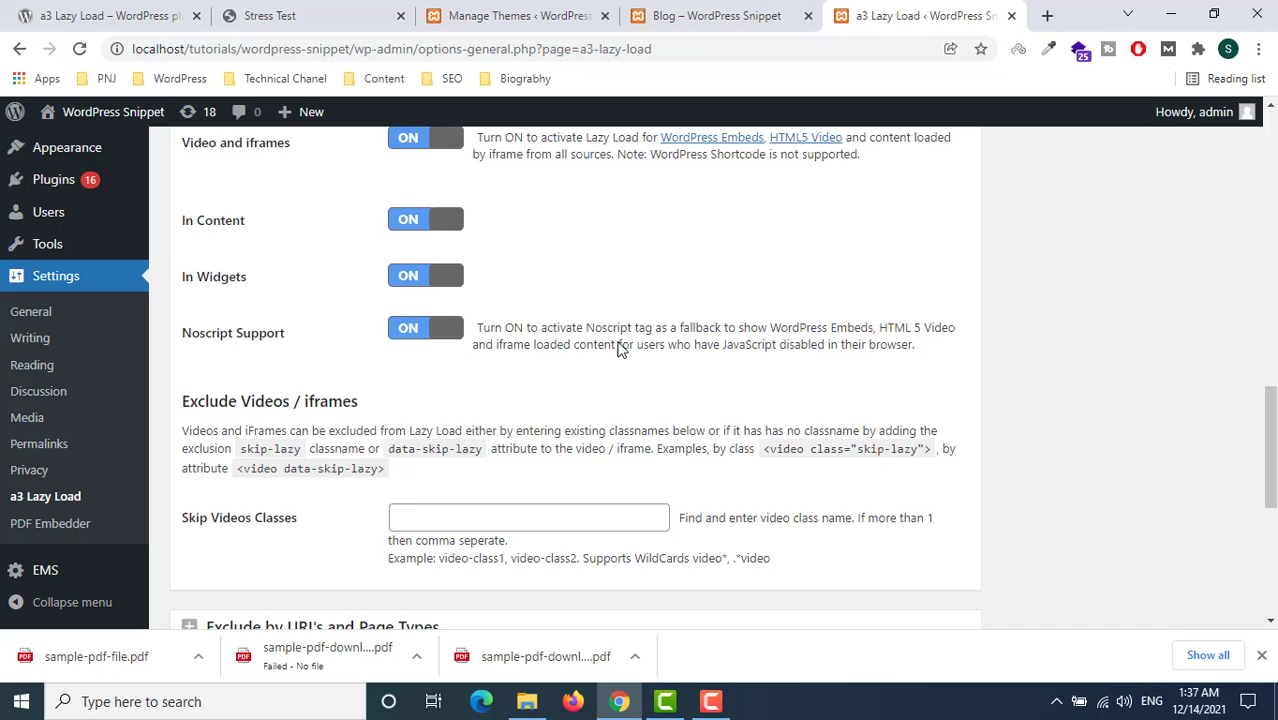 a3 Lazy Load – WordPress pl
Stress Test
Manage Themes ‹ WordPress
Blog – WordPress Snippet
a3 Lazy Load ‹ WordPress Sn
localhost/tutorials/wordpress-snippet/wp-admin/options-general.php?page=a3-lazy-load
25
S
Apps
PNJ
WordPress
Technical Chanel
Content
SEO
Biograrbhy
Reading list
WordPress Snippet
18
0
New
Howdy, admin
Appearance
Plugins 16
Users
Tools
Settings
General
Writing
Reading
Discussion
Media
Permalinks
Privacy
a3 Lazy Load
PDF Embedder
EMS
Collapse menu
Video and iframes
ON
Turn ON to activate Lazy Load for WordPress Embeds, HTML5 Video and content loaded
by iframe from all sources. Note: WordPress Shortcode is not supported.
In Content
ON
In Widgets
ON
Noscript Support
ON
Turn ON to activate Noscript tag as a fallback to show WordPress Embeds, HTML 5 Video
and iframe loaded content for users who have JavaScript disabled in their browser.
Exclude Videos / iframes
Videos and iFrames can be excluded from Lazy Load either by entering existing classnames below or if it has has no classname by adding the
exclusion skip-lazy classname or data-skip-lazy attribute to the video / iframe. Examples, by class <video class="skip-lazy"> , by
attribute <video data-skip-lazy>
Skip Videos Classes
Find and enter video class name. If more than 1
then comma seperate.
Example: video-class1, video-class2. Supports WildCards video*, .*video
Exclude by URI's and Page Types
sample-pdf-file.pdf
sample-pdf-downl....pdf
Failed - No file
sample-pdf-downl....pdf
Show all
Type here to search
ENG
1:37 AM
12/14/2021